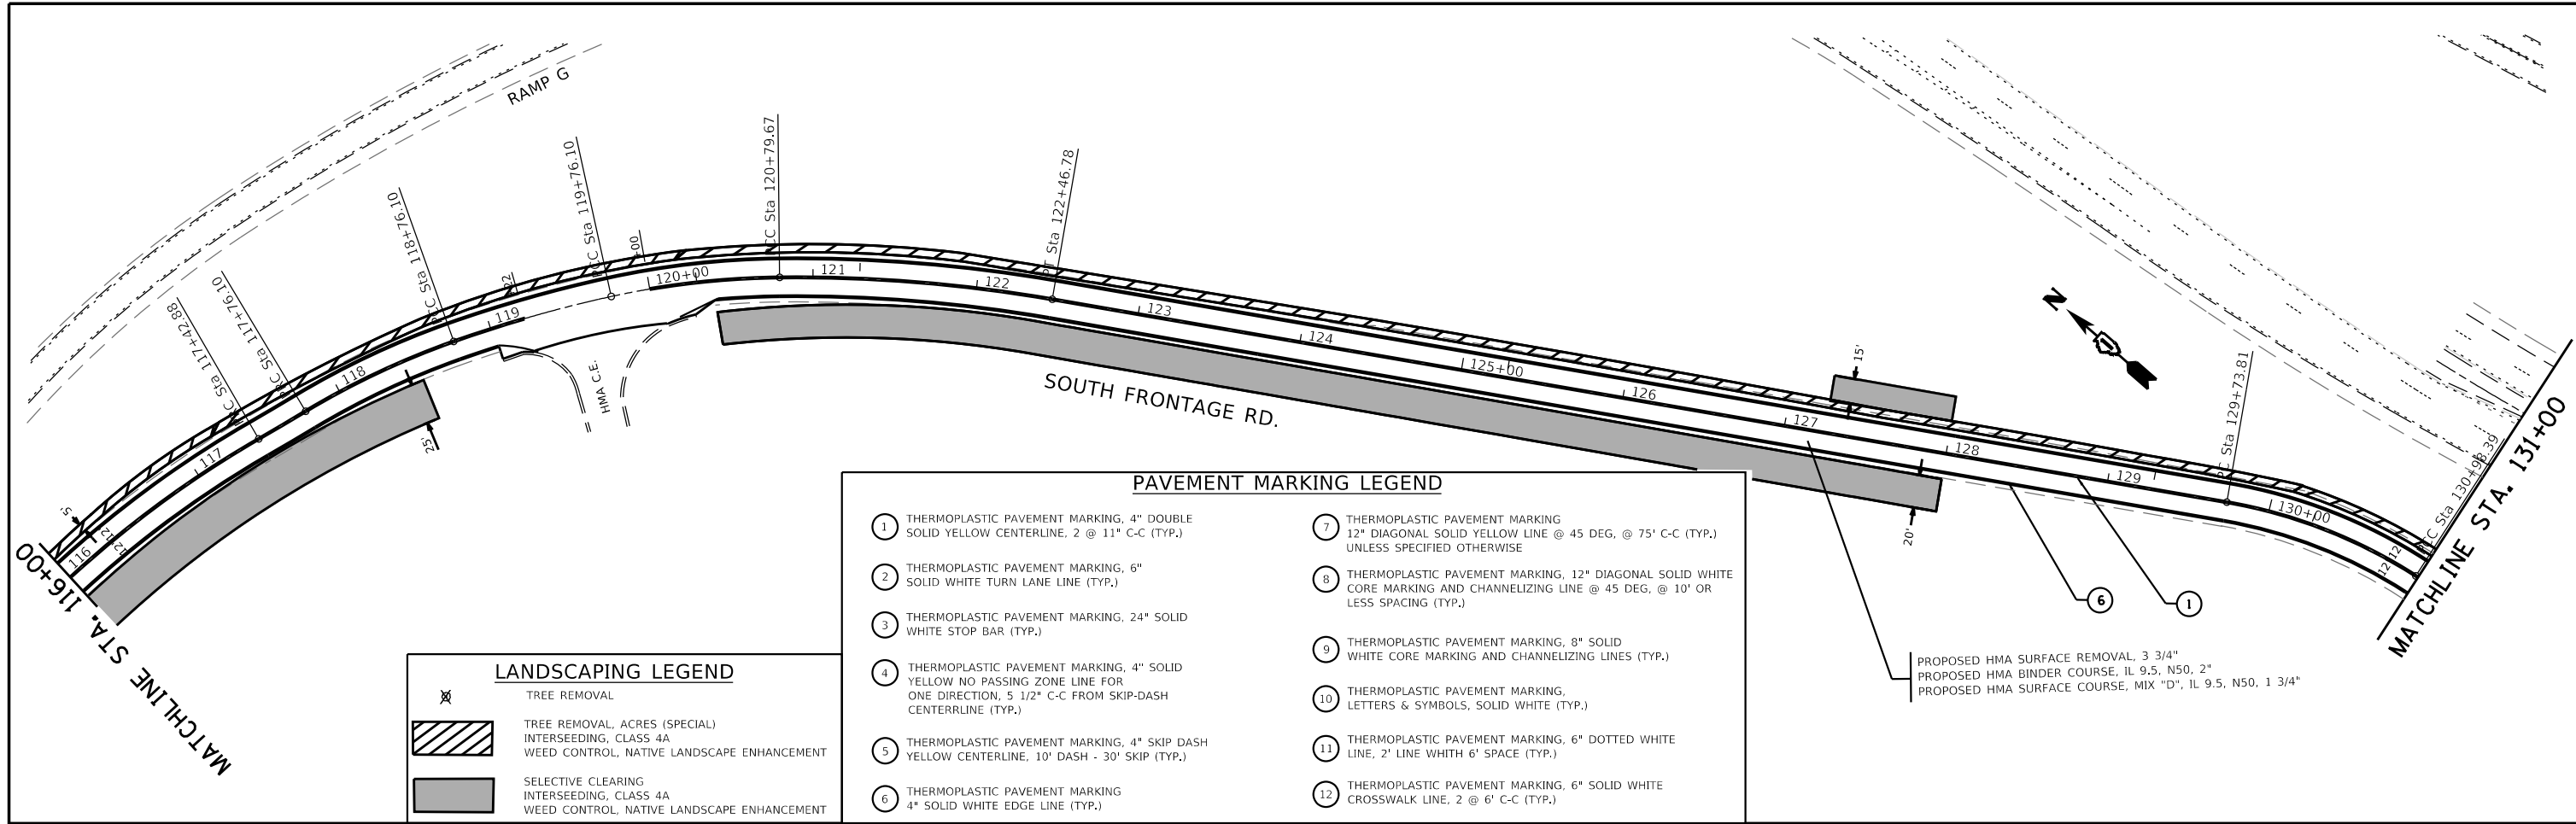 RAMP G
PCC Sta 120+79.67
PCC Sta 119+76.10
PT Sta 122+46.78
PCC Sta 118+76.10
Sta 117+76.10
Sta 117+42.88
+22
+00
116
117
118
119
120+00
121
122
123
124
125+00
126
127
128
129
130+00
5'
12'
12'
25'
HMA C.E.
SOUTH FRONTAGE RD.
15'
20'
N
PC Sta 129+73.81
PCC Sta 130+98.39
12'
12'
MATCHLINE STA. 116+00
MATCHLINE STA. 131+00
6
1
PROPOSED HMA SURFACE REMOVAL, 3 3/4"
PROPOSED HMA BINDER COURSE, IL 9.5, N50, 2"
PROPOSED HMA SURFACE COURSE, MIX "D", IL 9.5, N50, 1 3/4"
LANDSCAPING LEGEND
TREE REMOVAL
TREE REMOVAL, ACRES (SPECIAL)
INTERSEEDING, CLASS 4A
WEED CONTROL, NATIVE LANDSCAPE ENHANCEMENT
SELECTIVE CLEARING
INTERSEEDING, CLASS 4A
WEED CONTROL, NATIVE LANDSCAPE ENHANCEMENT
PAVEMENT MARKING LEGEND
1 THERMOPLASTIC PAVEMENT MARKING, 4" DOUBLE
SOLID YELLOW CENTERLINE, 2 @ 11" C-C (TYP.)
2 THERMOPLASTIC PAVEMENT MARKING, 6"
SOLID WHITE TURN LANE LINE (TYP.)
3 THERMOPLASTIC PAVEMENT MARKING, 24" SOLID
WHITE STOP BAR (TYP.)
4 THERMOPLASTIC PAVEMENT MARKING, 4" SOLID
YELLOW NO PASSING ZONE LINE FOR
ONE DIRECTION, 5 1/2" C-C FROM SKIP-DASH
CENTERRLINE (TYP.)
5 THERMOPLASTIC PAVEMENT MARKING, 4" SKIP DASH
YELLOW CENTERLINE, 10' DASH - 30' SKIP (TYP.)
6 THERMOPLASTIC PAVEMENT MARKING
4" SOLID WHITE EDGE LINE (TYP.)
7 THERMOPLASTIC PAVEMENT MARKING
12" DIAGONAL SOLID YELLOW LINE @ 45 DEG, @ 75' C-C (TYP.)
UNLESS SPECIFIED OTHERWISE
8 THERMOPLASTIC PAVEMENT MARKING, 12" DIAGONAL SOLID WHITE
CORE MARKING AND CHANNELIZING LINE @ 45 DEG, @ 10' OR
LESS SPACING (TYP.)
9 THERMOPLASTIC PAVEMENT MARKING, 8" SOLID
WHITE CORE MARKING AND CHANNELIZING LINES (TYP.)
10 THERMOPLASTIC PAVEMENT MARKING,
LETTERS & SYMBOLS, SOLID WHITE (TYP.)
11 THERMOPLASTIC PAVEMENT MARKING, 6" DOTTED WHITE
LINE, 2' LINE WHITH 6' SPACE (TYP.)
12 THERMOPLASTIC PAVEMENT MARKING, 6" SOLID WHITE
CROSSWALK LINE, 2 @ 6' C-C (TYP.)